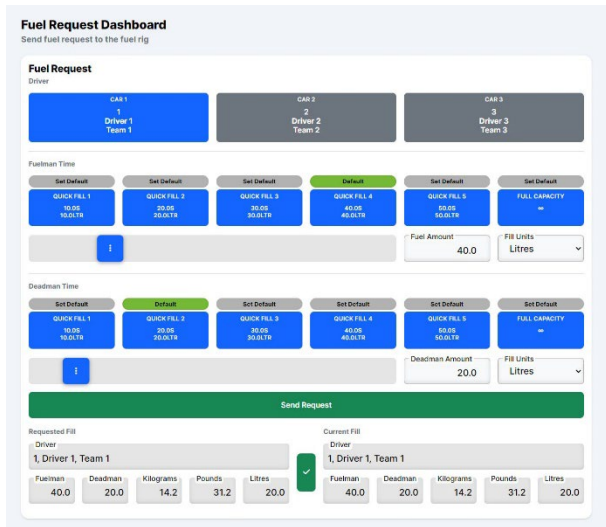 Fuel Request Dashboard
Send fuel request to the fuel rig
Fuel Request
Driver
CAR 1
1
Driver 1
Team 1
CAR 2
2
Driver 2
Team 2
CAR 3
3
Driver 3
Team 3
Fuelman Time
Set Default Set Default Set Default Default Set Default Set Default
QUICK FILL 1 QUICK FILL 2 QUICK FILL 3 QUICK FILL 4 QUICK FILL 5 FULL CAPACITY
10.0S 20.0S 30.0S 40.0S 50.0S ∞
10.0LTR 20.0LTR 30.0LTR 40.0LTR 50.0LTR
Fuel Amount Fill Units
40.0 Litres
Deadman Time
Set Default Default Set Default Set Default Set Default Set Default
QUICK FILL 1 QUICK FILL 2 QUICK FILL 3 QUICK FILL 4 QUICK FILL 5 FULL CAPACITY
10.0S 20.0S 30.0S 40.0S 50.0S ∞
10.0LTR 20.0LTR 30.0LTR 40.0LTR 50.0LTR
Deadman Amount Fill Units
20.0 Litres
Send Request
Requested Fill
Driver
1, Driver 1, Team 1
Fuelman Deadman Kilograms Pounds Litres
40.0 20.0 14.2 31.2 20.0
Current Fill
Driver
1, Driver 1, Team 1
Fuelman Deadman Kilograms Pounds Litres
40.0 20.0 14.2 31.2 20.0